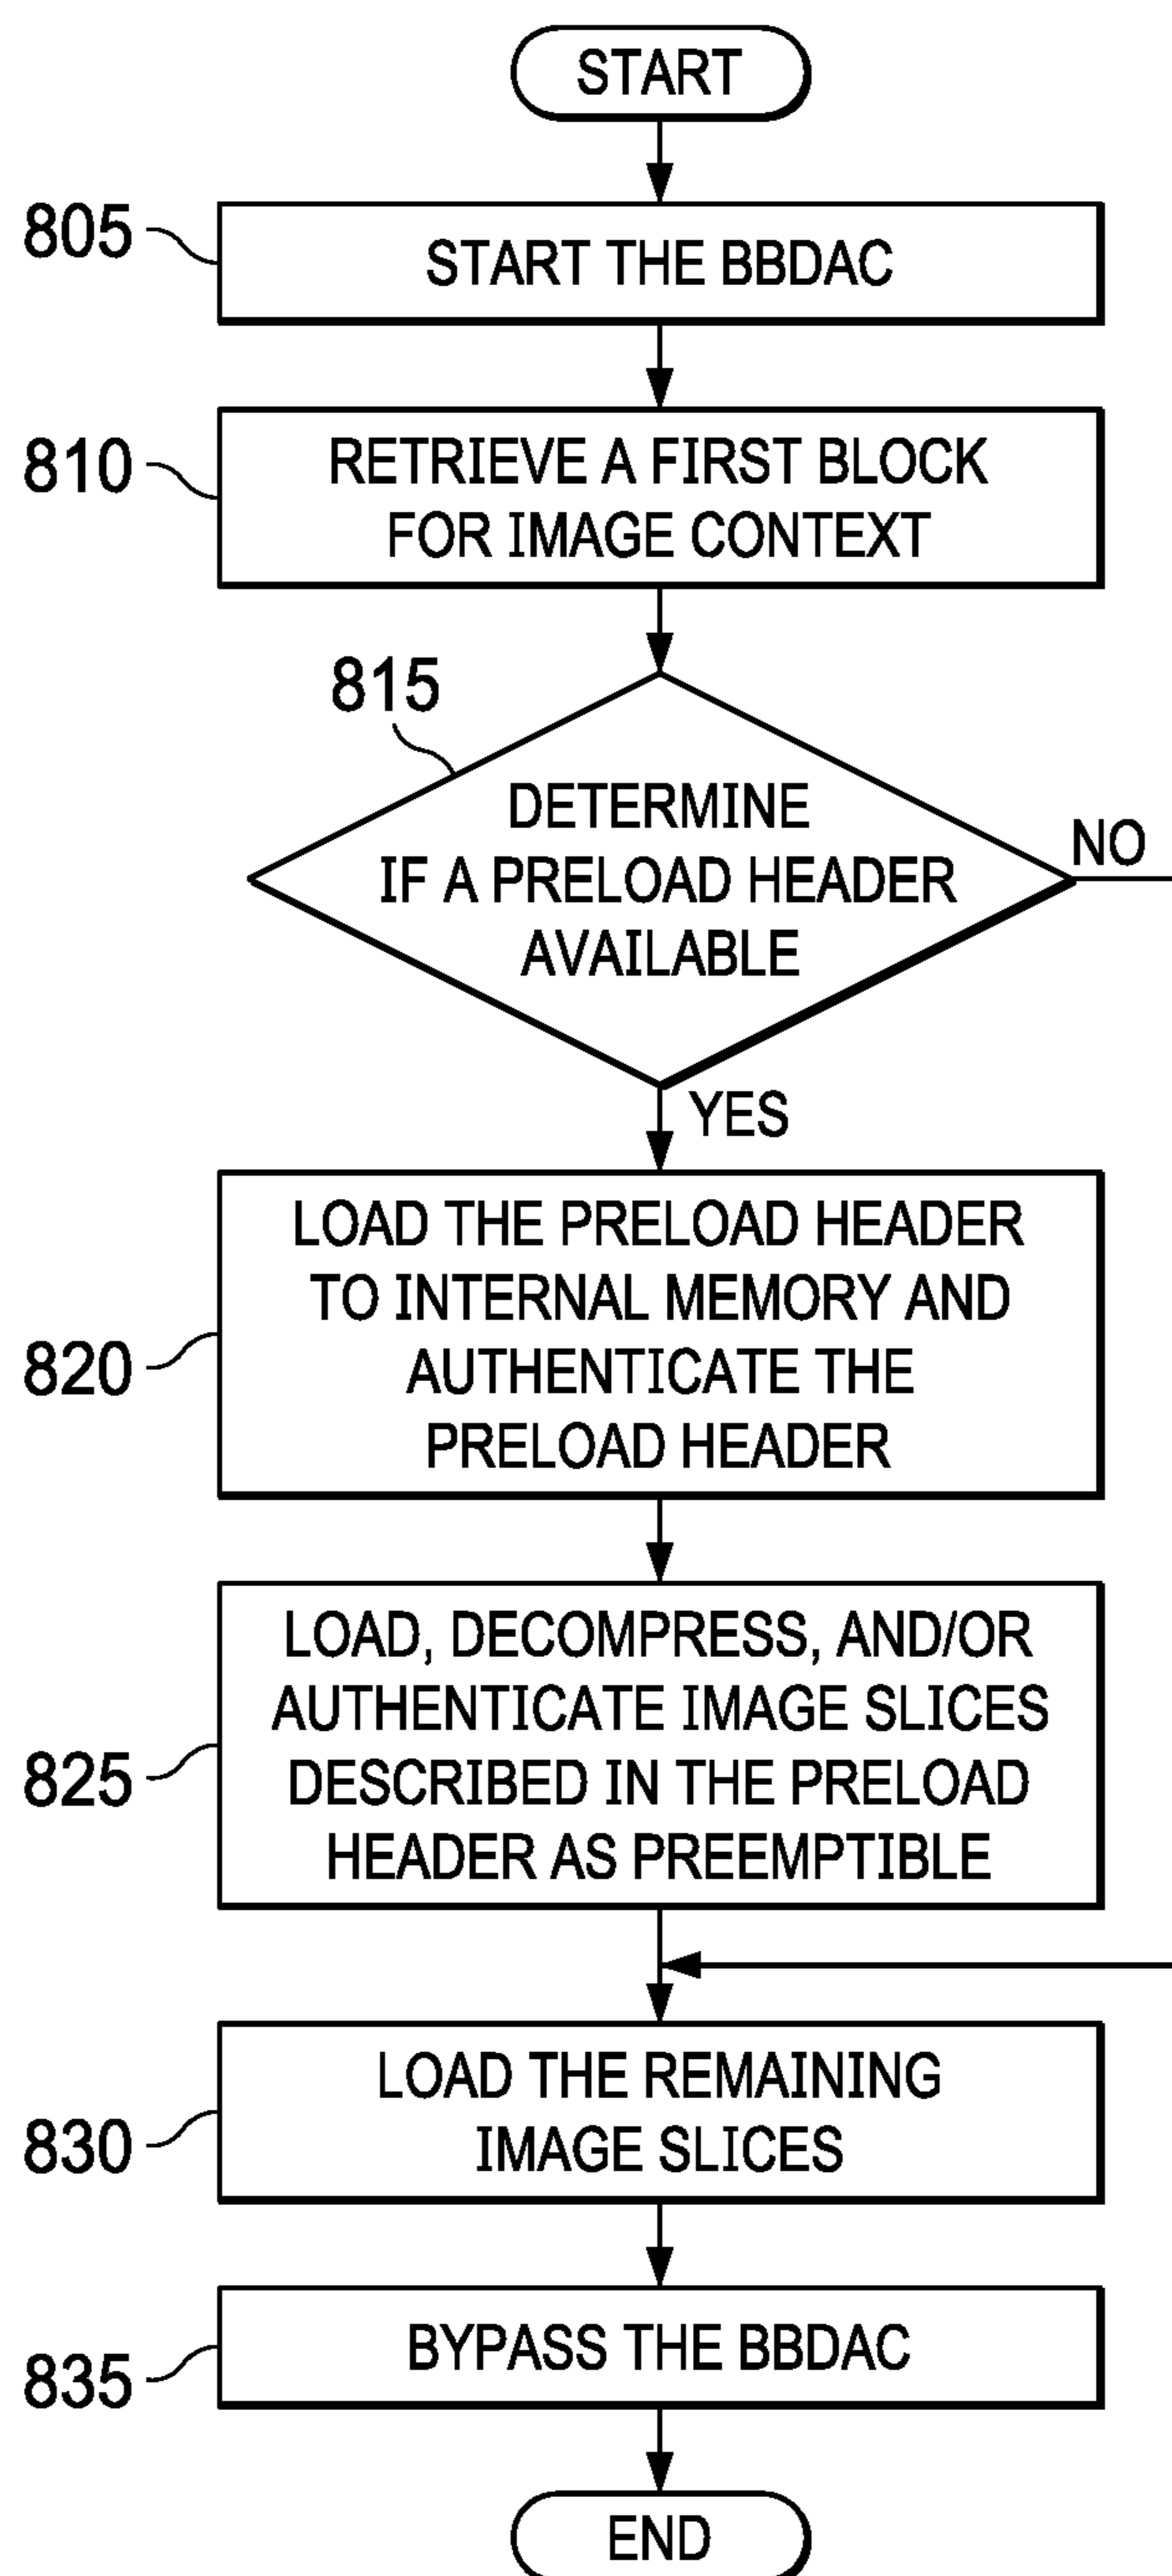 START
805
START THE BBDAC
810
RETRIEVE A FIRST BLOCK
FOR IMAGE CONTEXT
815
DETERMINE
IF A PRELOAD HEADER
AVAILABLE
NO
YES
820
LOAD THE PRELOAD HEADER
TO INTERNAL MEMORY AND
AUTHENTICATE THE
PRELOAD HEADER
825
LOAD, DECOMPRESS, AND/OR
AUTHENTICATE IMAGE SLICES
DESCRIBED IN THE PRELOAD
HEADER AS PREEMPTIBLE
830
LOAD THE REMAINING
IMAGE SLICES
835
BYPASS THE BBDAC
END